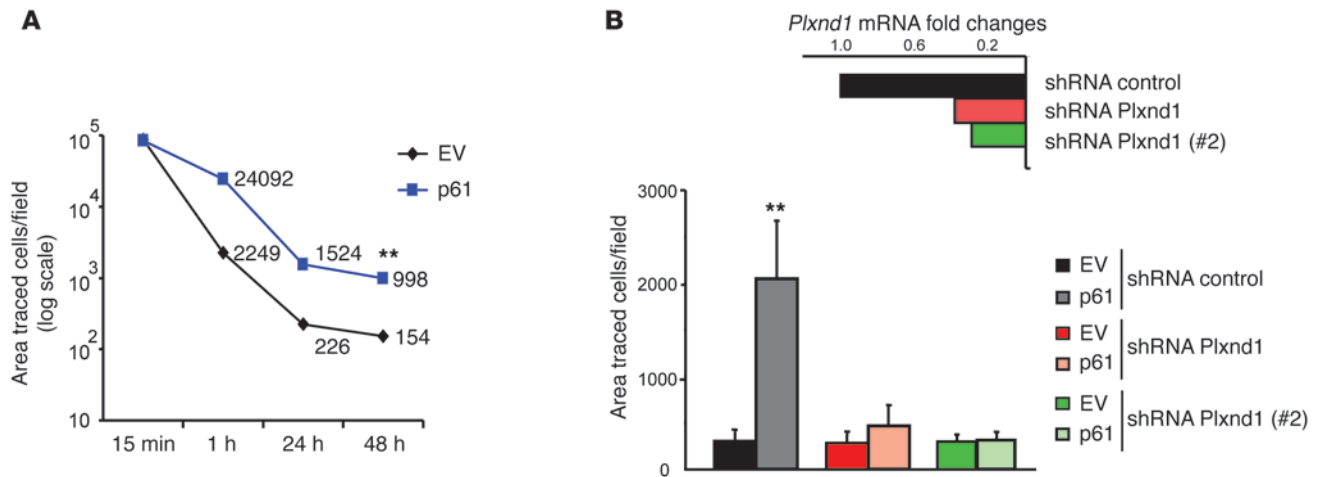 A
Area traced cells/field
(log scale)
10^5
10^4
10^3
10^2
10
15 min
1 h
24 h
48 h
24092
2249
1524
226
**
998
154
EV
p61
B
Plxnd1 mRNA fold changes
1.0
0.6
0.2
shRNA control
shRNA Plxnd1
shRNA Plxnd1 (#2)
Area traced cells/field
3000
2000
1000
0
**
EV
p61
shRNA control
EV
p61
shRNA Plxnd1
EV
p61
shRNA Plxnd1 (#2)